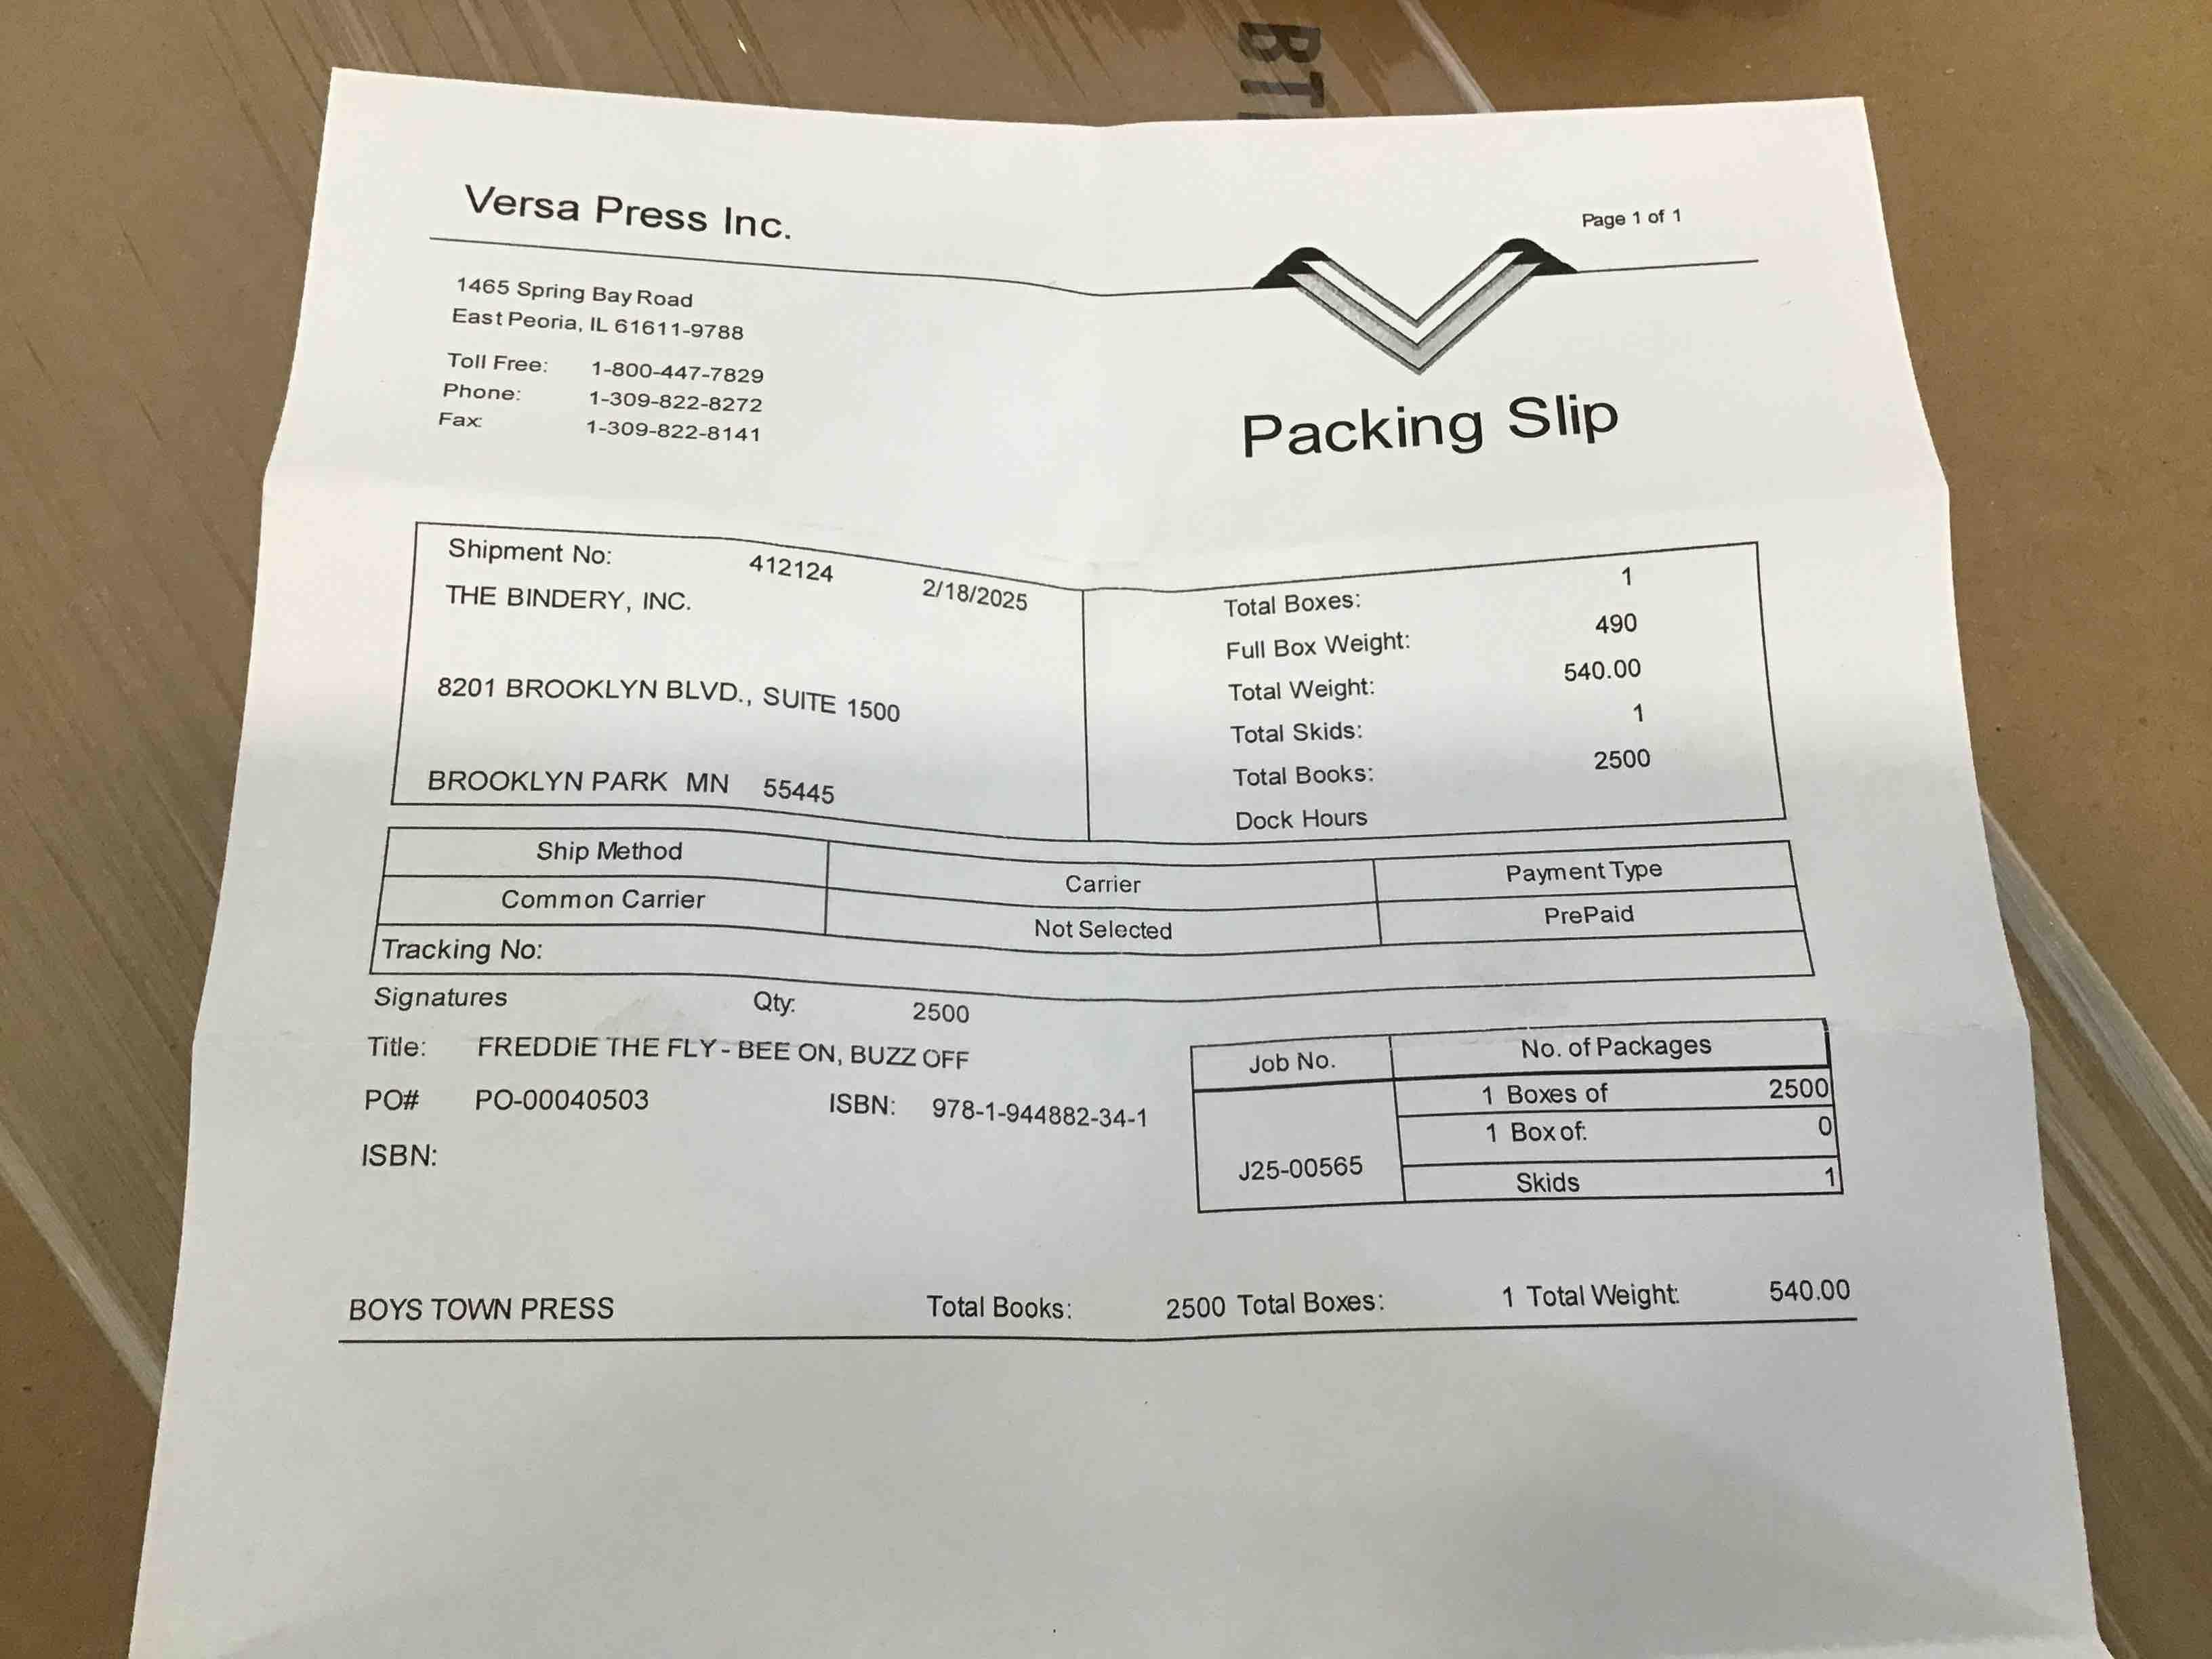 BT
Versa Press Inc.
Page 1 of 1
1465 Spring Bay Road
East Peoria, IL 61611-9788
Toll Free: 1-800-447-7829
Phone: 1-309-822-8272
Fax: 1-309-822-8141
Packing Slip
Shipment No: 412124 2/18/2025
THE BINDERY, INC.
8201 BROOKLYN BLVD., SUITE 1500
BROOKLYN PARK MN 55445
Total Boxes: 1
Full Box Weight: 490
Total Weight: 540.00
Total Skids: 1
Total Books: 2500
Dock Hours
Ship Method Carrier Payment Type
Common Carrier Not Selected PrePaid
Tracking No:
Signatures Qty: 2500
Title: FREDDIE THE FLY - BEE ON, BUZZ OFF
PO# PO-00040503 ISBN: 978-1-944882-34-1
ISBN:
Job No. No. of Packages
1 Boxes of 2500
1 Box of: 0
J25-00565
Skids 1
BOYS TOWN PRESS Total Books: 2500 Total Boxes: 1 Total Weight: 540.00